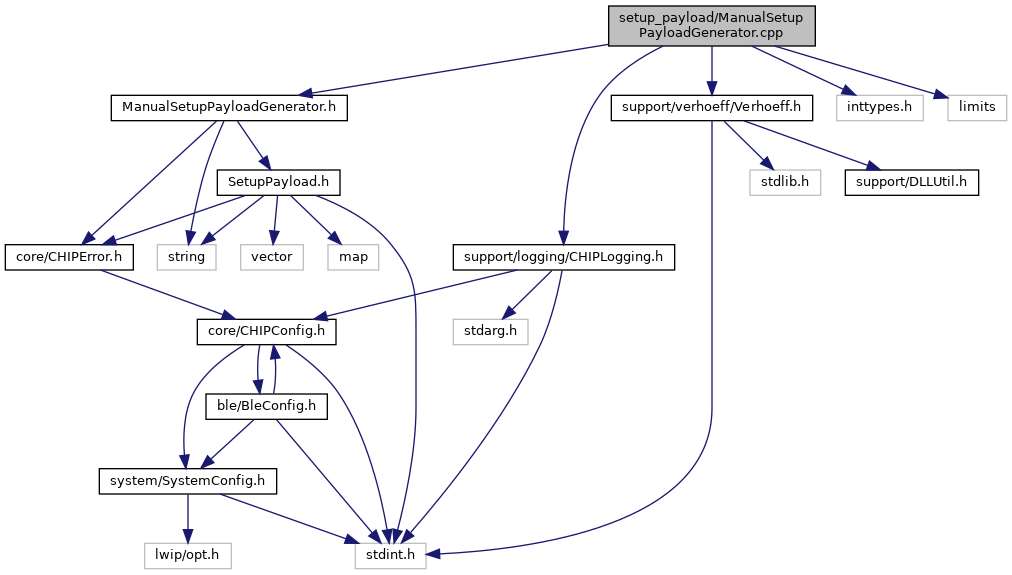 setup_payload/ManualSetup
PayloadGenerator.cpp
ManualSetupPayloadGenerator.h
support/verhoeff/Verhoeff.h
inttypes.h
limits
SetupPayload.h
stdlib.h
support/DLLUtil.h
core/CHIPError.h
string
vector
map
support/logging/CHIPLogging.h
core/CHIPConfig.h
stdarg.h
ble/BleConfig.h
system/SystemConfig.h
lwip/opt.h
stdint.h